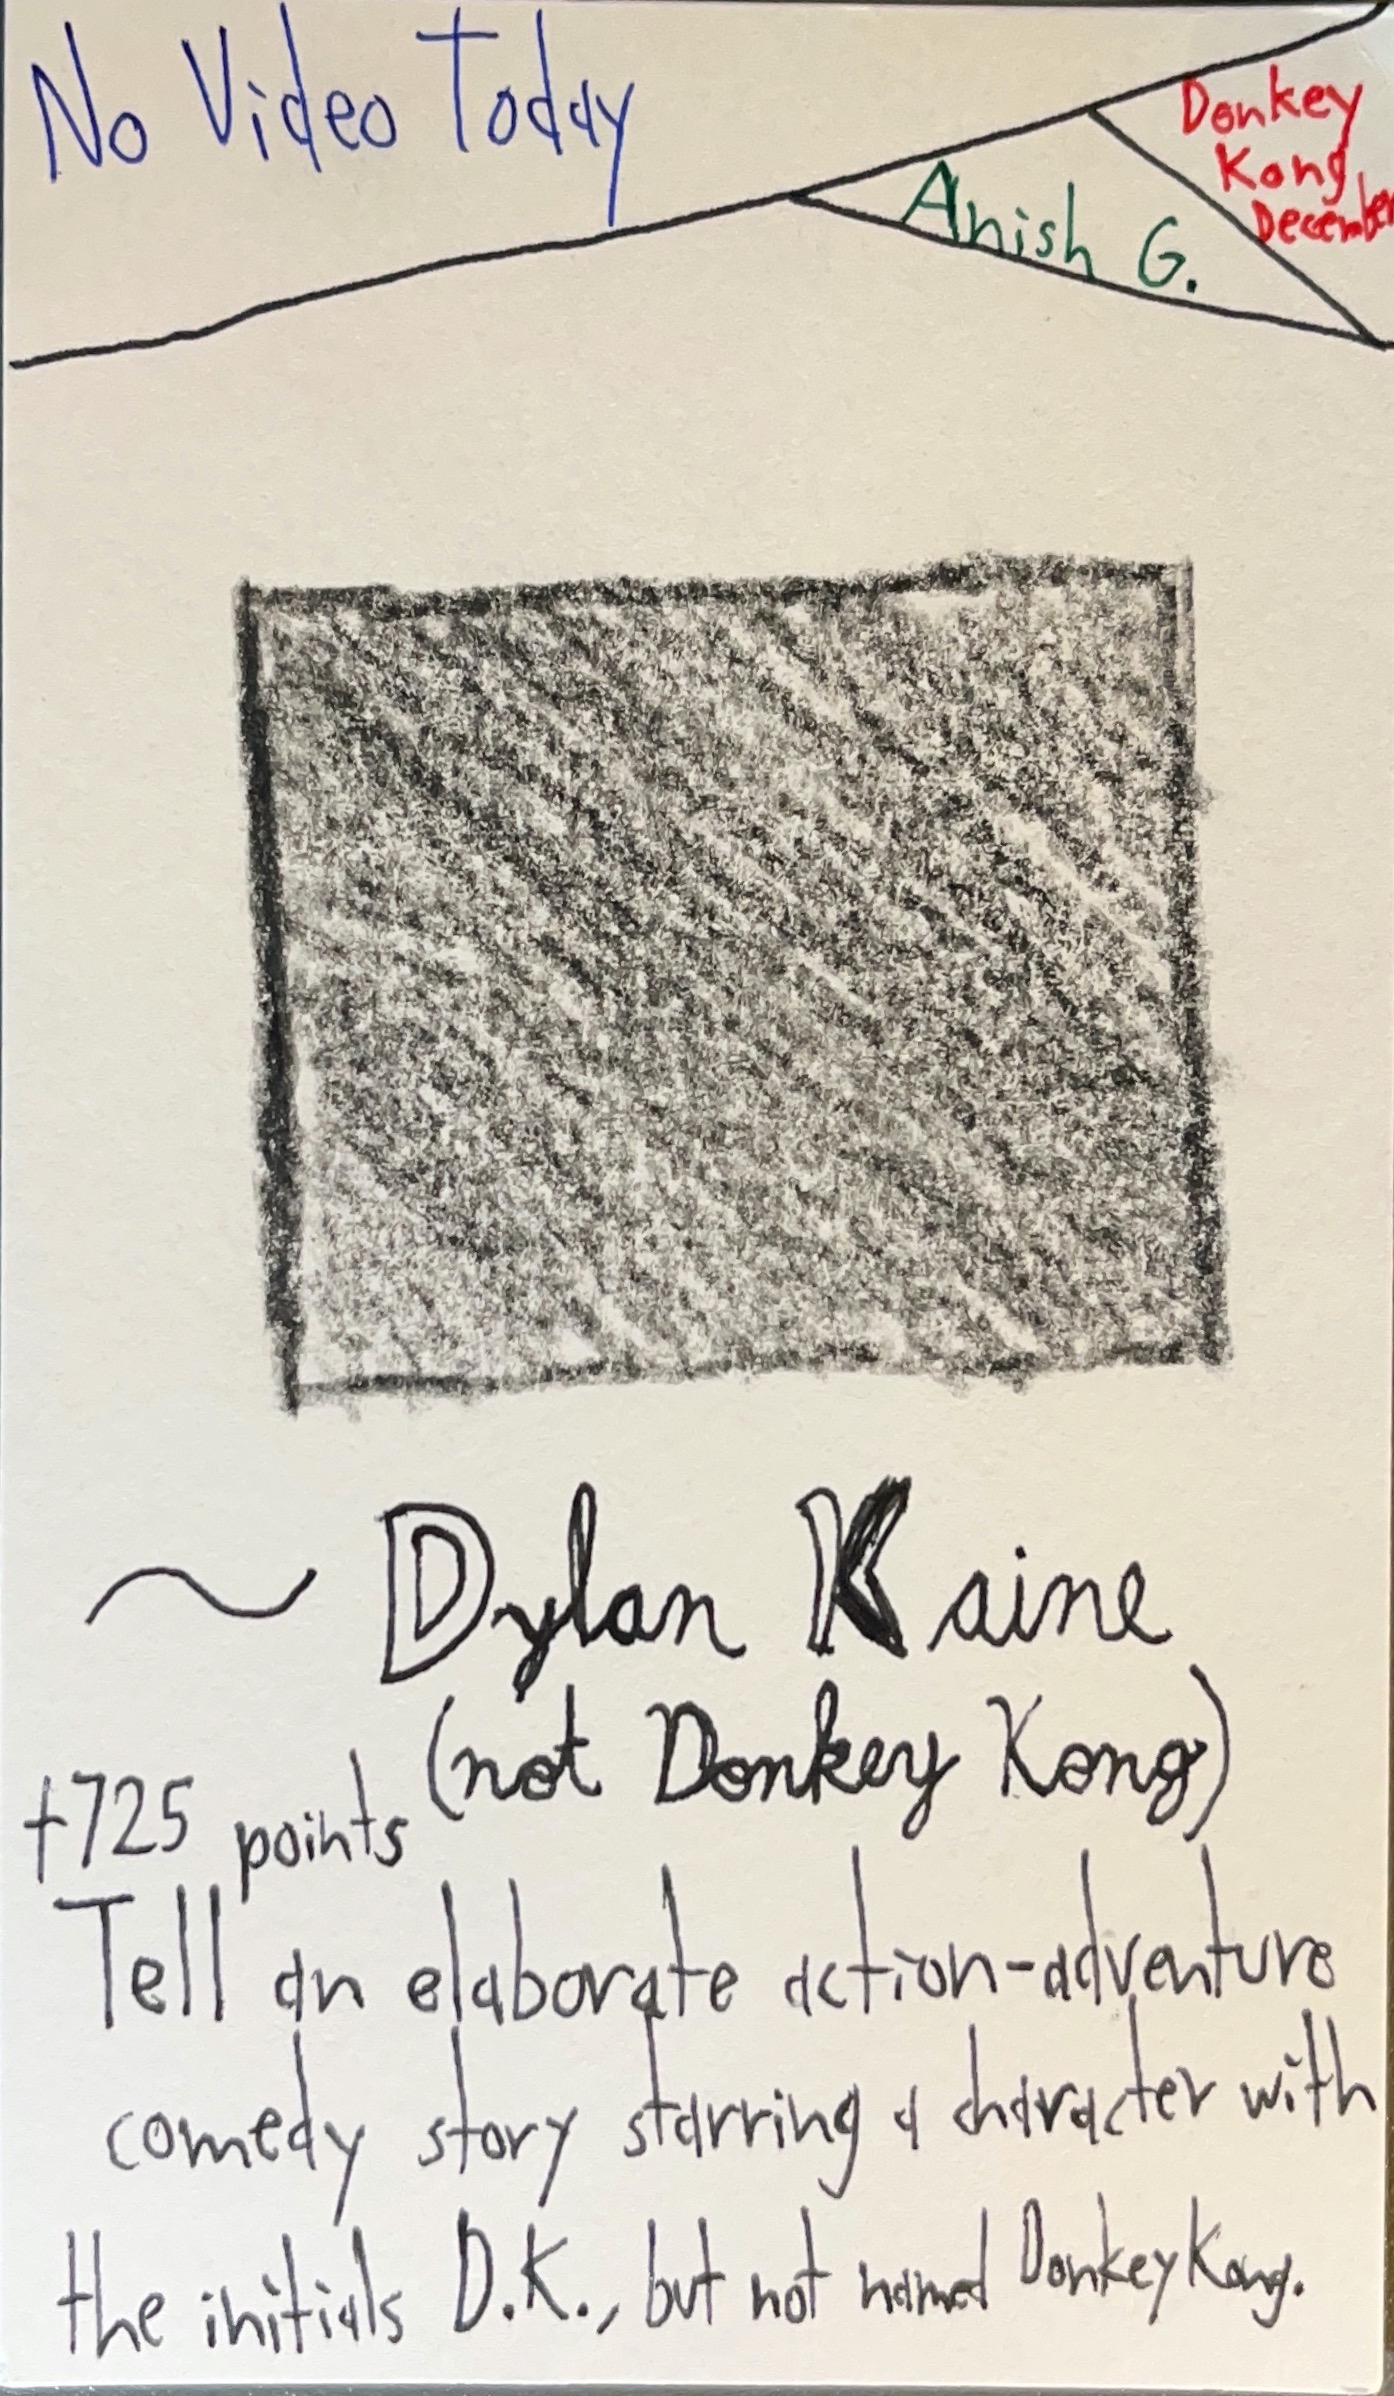 No Video Today
Anish G.
Donkey
Kong
December
~ Dylan Kaine
(not Donkey Kong)
+725 points
Tell an elaborate action-adventure
comedy story starring a character with
the initials D.K., but not named Donkey Kong.